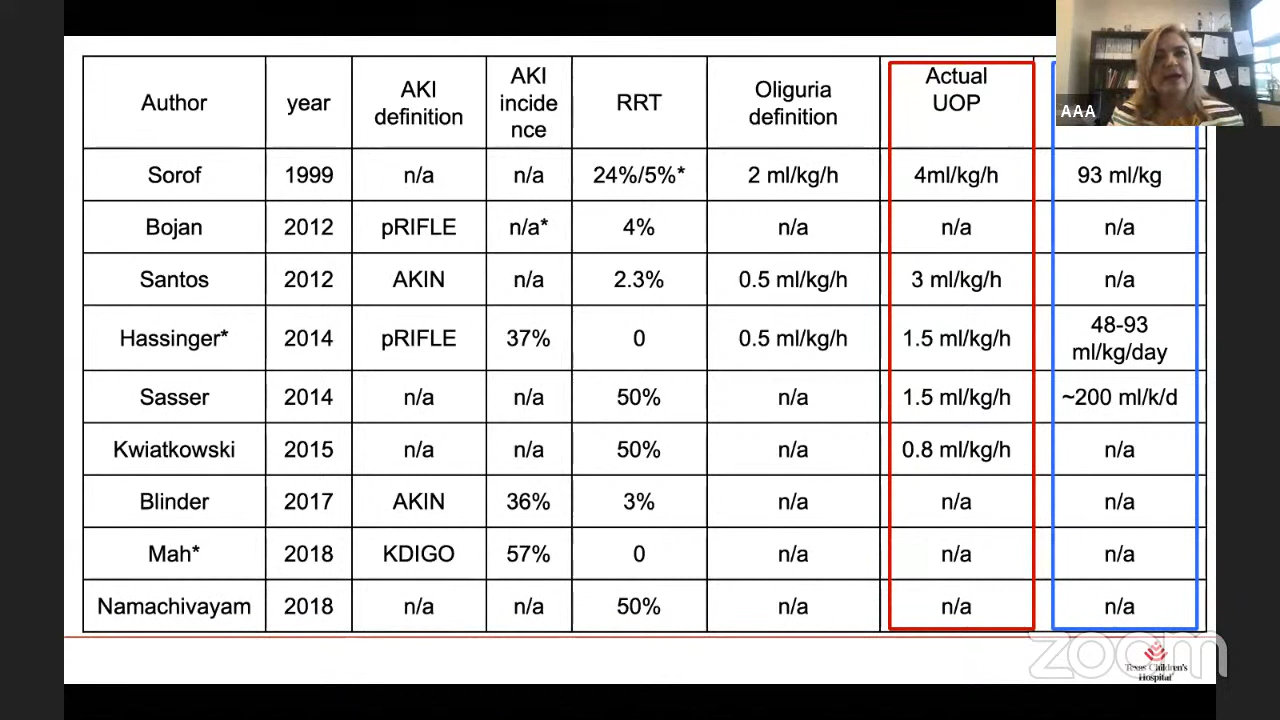 Author year AKI definition AKI incide nce RRT Oliguria definition Actual UOP
AAA
Sorof 1999 n/a n/a 24%/5%* 2 ml/kg/h 4ml/kg/h 93 ml/kg
Bojan 2012 pRIFLE n/a* 4% n/a n/a n/a
Santos 2012 AKIN n/a 2.3% 0.5 ml/kg/h 3 ml/kg/h n/a
Hassinger* 2014 pRIFLE 37% 0 0.5 ml/kg/h 1.5 ml/kg/h 48-93 ml/kg/day
Sasser 2014 n/a n/a 50% n/a 1.5 ml/kg/h ~200 ml/k/d
Kwiatkowski 2015 n/a n/a 50% n/a 0.8 ml/kg/h n/a
Blinder 2017 AKIN 36% 3% n/a n/a n/a
Mah* 2018 KDIGO 57% 0 n/a n/a n/a
Namachivayam 2018 n/a n/a 50% n/a n/a n/a
zoom
Texas Children's
Hospital